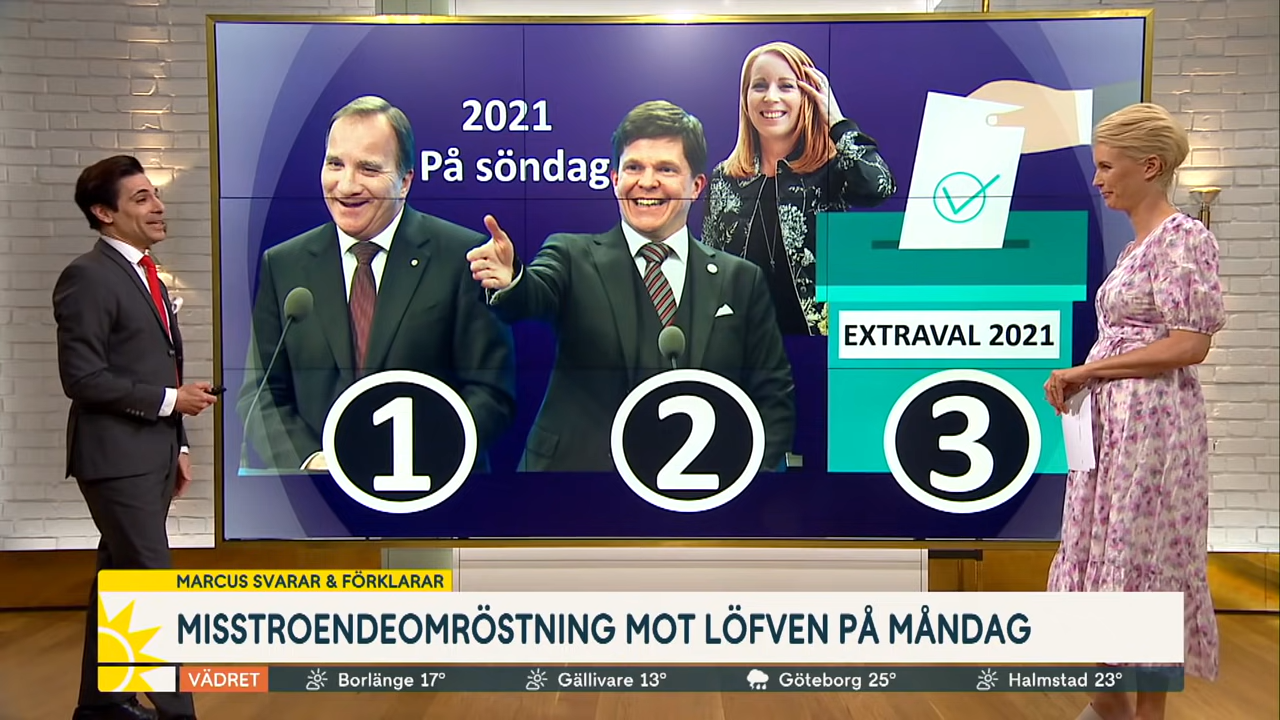 2021
På söndag
EXTRAVAL 2021
1
2
3
MARCUS SVARAR & FÖRKLARAR
MISSTROENDEOMRÖSTNING MOT LÖFVEN PÅ MÅNDAG
VÄDRET Borlänge 17° Gällivare 13° Göteborg 25° Halmstad 23°